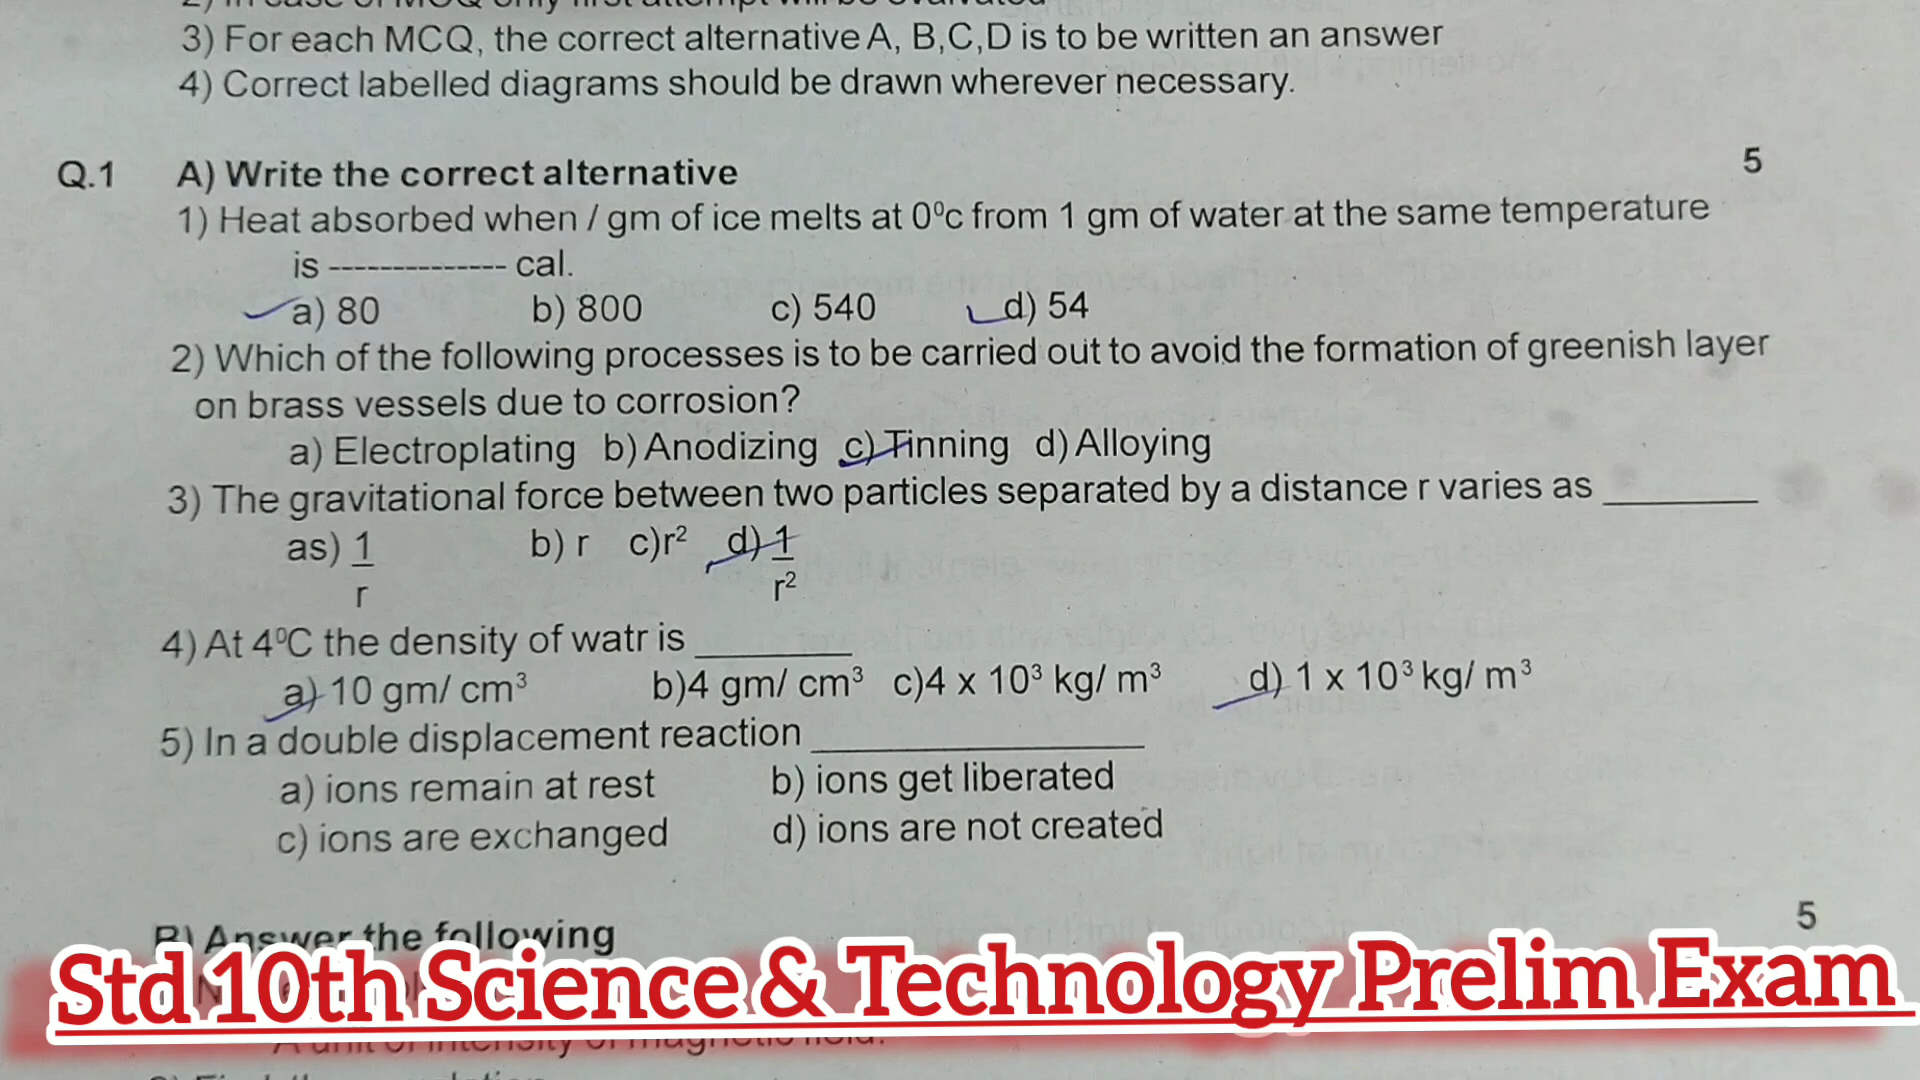 3) For each MCQ, the correct alternative A, B,C,D is to be written an answer
4) Correct labelled diagrams should be drawn wherever necessary.
Q.1 A) Write the correct alternative 5
1) Heat absorbed when / gm of ice melts at 0⁰c from 1 gm of water at the same temperature
is -------------- cal.
a) 80 b) 800 c) 540 d) 54
2) Which of the following processes is to be carried out to avoid the formation of greenish layer
on brass vessels due to corrosion?
a) Electroplating b) Anodizing c) Tinning d) Alloying
3) The gravitational force between two particles separated by a distance r varies as ________
as) 1/r b) r c)r² d) 1/r²
4) At 4⁰C the density of watr is ________
a) 10 gm/ cm³ b)4 gm/ cm³ c)4 x 10³ kg/ m³ d) 1 x 10³ kg/ m³
5) In a double displacement reaction ________________
a) ions remain at rest b) ions get liberated
c) ions are exchanged d) ions are not created
B) Answer the following 5
Std 10th Science & Technology Prelim Exam